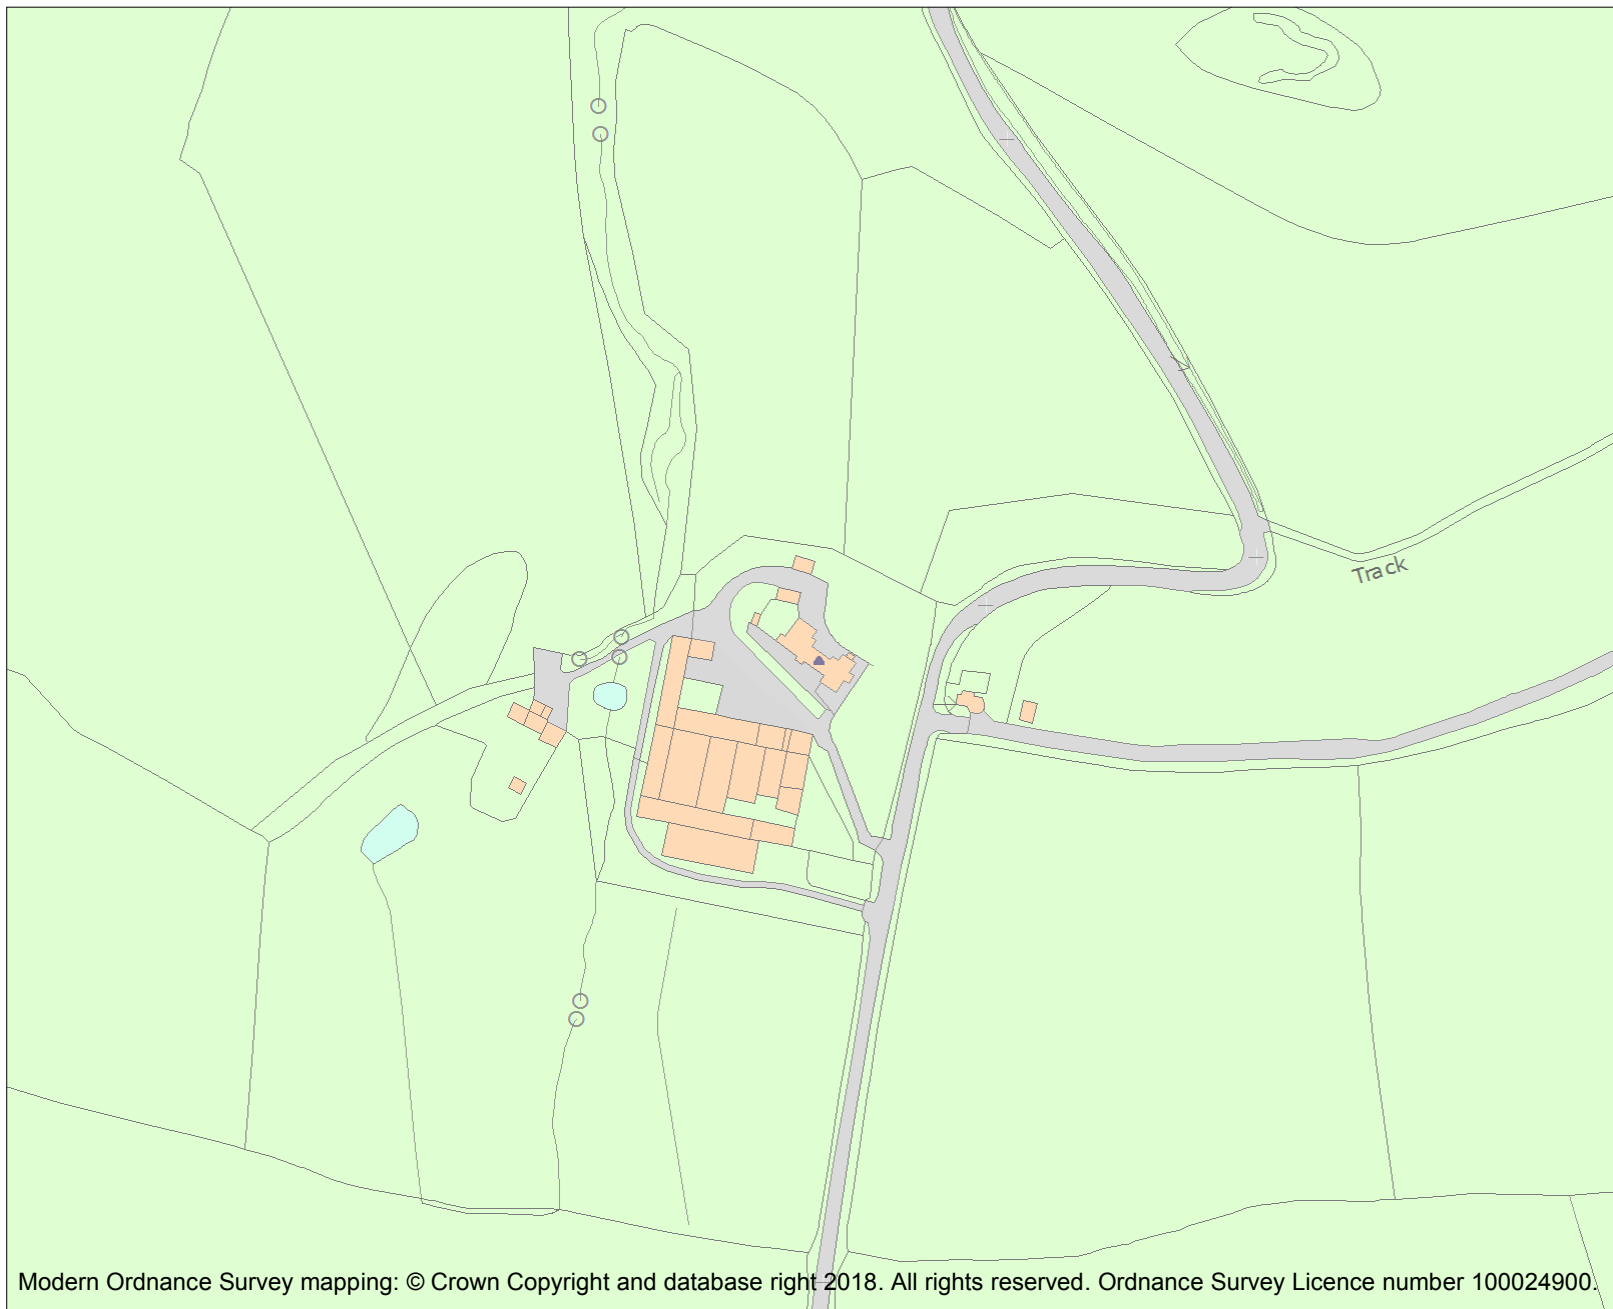 Track
Modern Ordnance Survey mapping: © Crown Copyright and database right 2018. All rights reserved. Ordnance Survey Licence number 100024900.